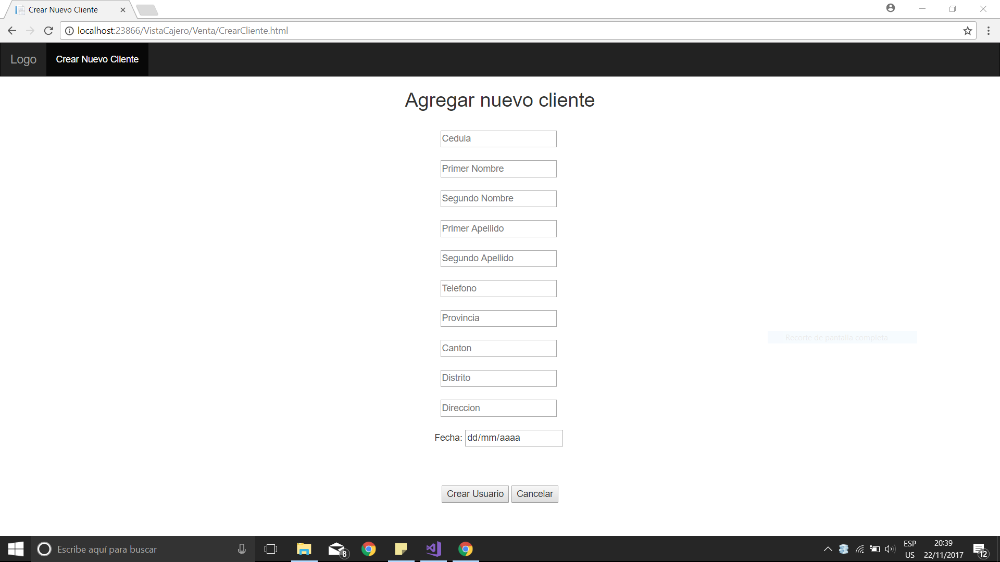 Crear Nuevo Cliente
localhost:23866/VistaCajero/Venta/CrearCliente.html
Logo
Crear Nuevo Cliente
Agregar nuevo cliente
Cedula
Primer Nombre
Segundo Nombre
Primer Apellido
Segundo Apellido
Telefono
Provincia
Recorte de pantalla completa
Canton
Distrito
Direccion
Fecha: dd/mm/aaaa
Crear Usuario Cancelar
Escribe aquí para buscar
8
ESP
US
20:39
22/11/2017
12